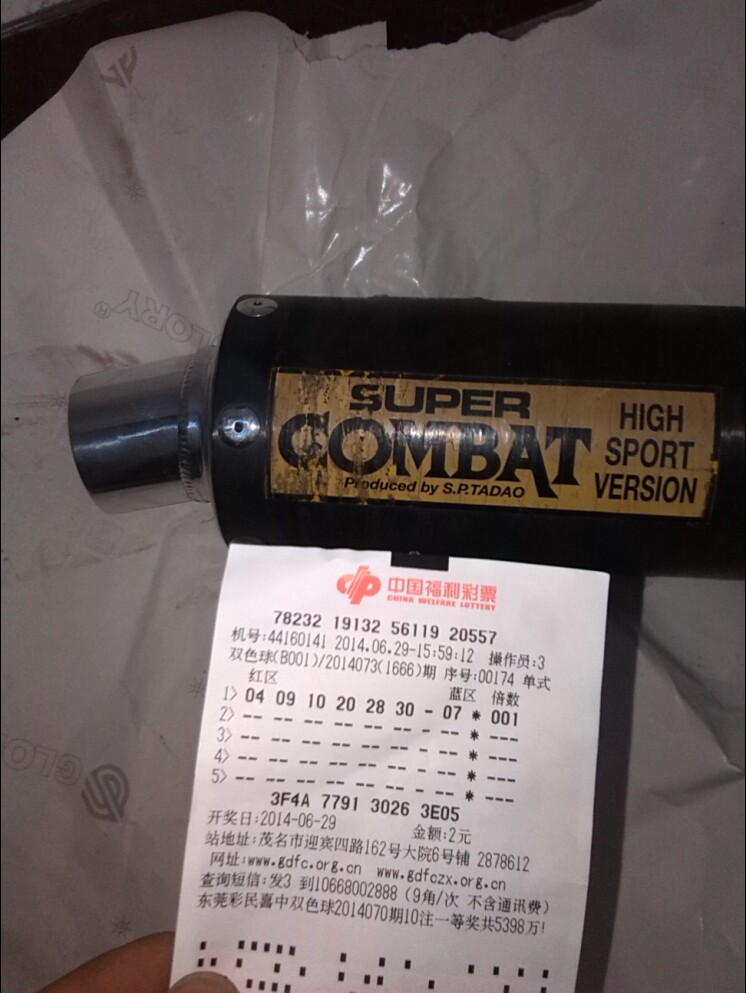 GLORY®
SUPER
COMBAT
Produced by S.P.TADAO
HIGH
SPORT
VERSION
中国福利彩票
CHINA WELFARE LOTTERY
78232 19132 56119 20557
机号:44160141 2014.06.29-15:59:12 操作员:3
双色球(B001)/2014073(1666)期 序号:00174 单式
红区 蓝区 倍数
1> 04 09 10 20 28 30 - 07 * 001
2> -- -- -- -- -- -- - -- * ---
3> -- -- -- -- -- -- - -- * ---
4> -- -- -- -- -- -- - -- * ---
5> -- -- -- -- -- -- - -- * ---
3F4A 7791 3026 3E05
开奖日:2014-06-29 金额:2元
站地址:茂名市迎宾四路162号大院6号铺 2878612
网址:www.gdfc.org.cn www.gdfczx.org.cn
查询短信:发3 到10668002888 (9角/次 不含通讯费)
东莞彩民喜中双色球2014070期10注一等奖共5398万!
GLO